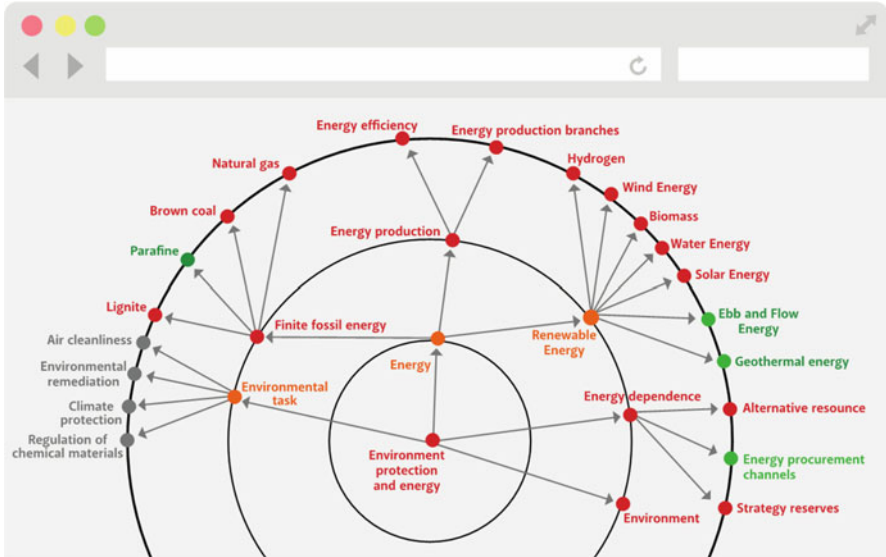 Energy efficiency
Energy production branches
Natural gas
Hydrogen
Wind Energy
Brown coal
Biomass
Energy production
Water Energy
Parafine
Solar Energy
Lignite
Ebb and Flow
Energy
Finite fossil energy
Air cleanliness
Renewable
Energy
Energy
Geothermal energy
Environmental
remediation
Environmental
task
Energy dependence
Climate
protection
Alternative resounce
Regulation of
chemical materials
Environment
protection
and energy
Energy procurement
channels
Environment
Strategy reserves